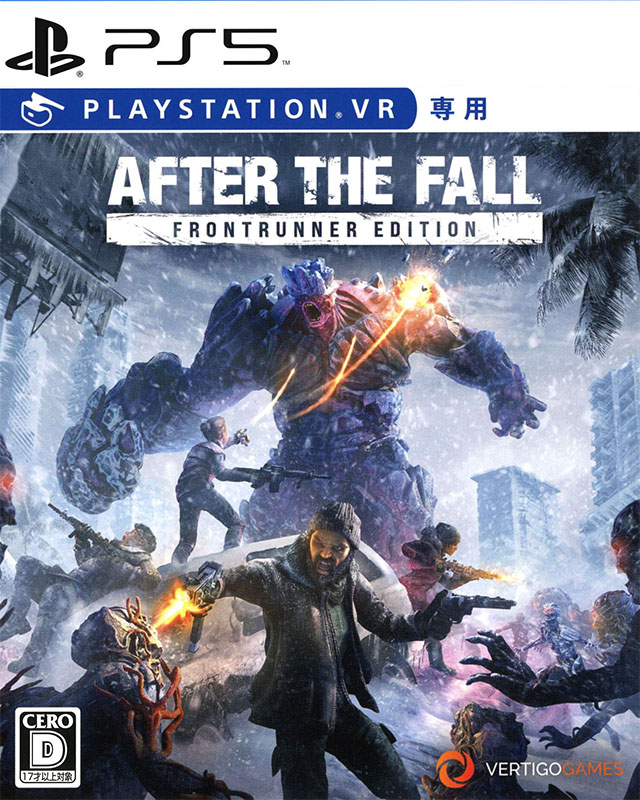 PS5
PLAYSTATION®VR 専用
AFTER THE FALL
FRONTRUNNER EDITION
CERO
D
17才以上対象
VERTIGOGAMES